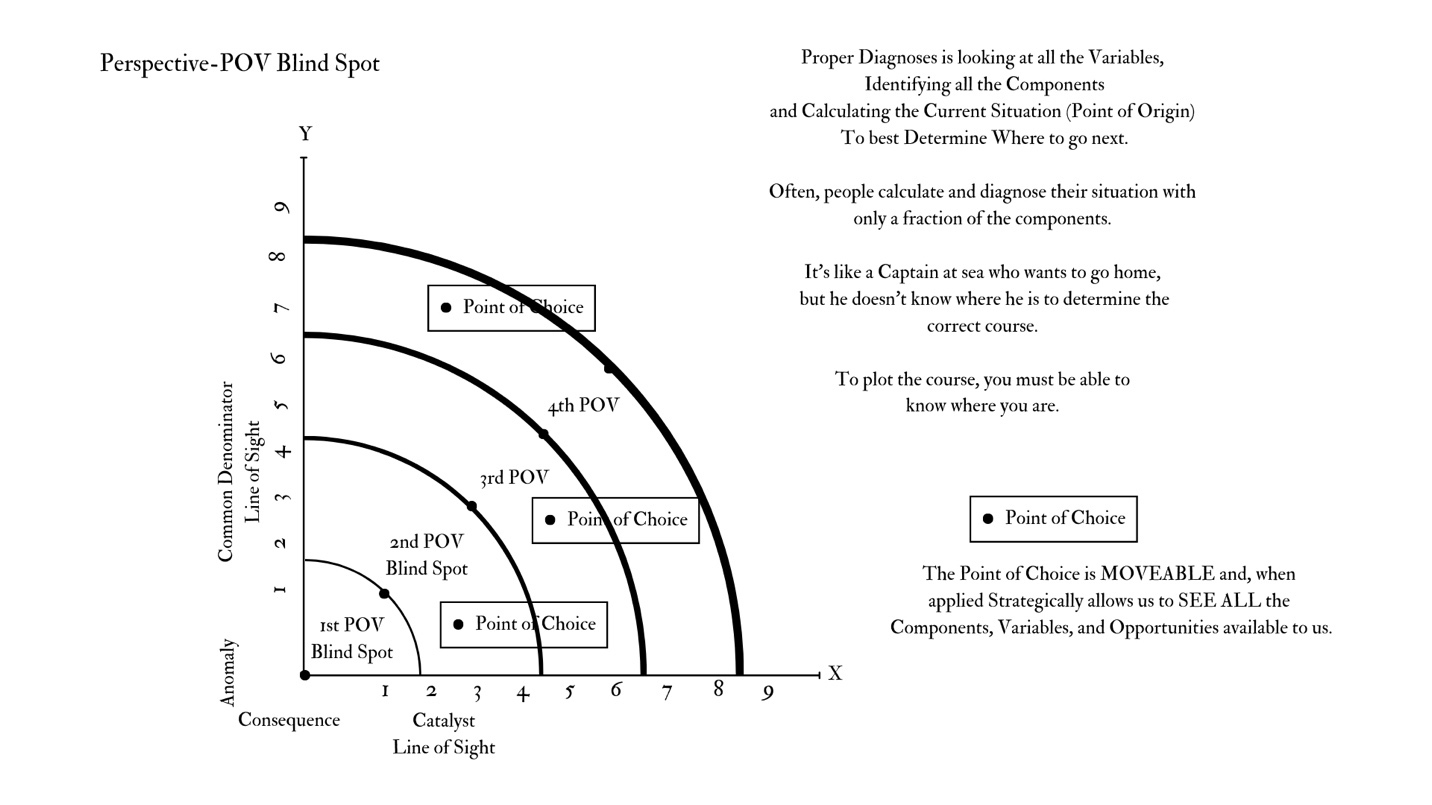 Perspective-POV Blind Spot
Proper Diagnoses is looking at all the Variables,
Identifying all the Components
and Calculating the Current Situation (Point of Origin)
To best Determine Where to go next.
Often, people calculate and diagnose their situation with
only a fraction of the components.
It's like a Captain at sea who wants to go home,
but he doesn't know where he is to determine the
correct course.
To plot the course, you must be able to
know where you are.
Point of Choice
The Point of Choice is MOVEABLE and, when
applied Strategically allows us to SEE ALL the
Components, Variables, and Opportunities available to us.
Y
9
8
7
6
5
4
3
2
1
Common Denominator
Line of Sight
Anomaly
Point of Choice
4th POV
3rd POV
Point of Choice
2nd POV
Blind Spot
Point of Choice
1st POV
Blind Spot
X
1 2 3 4 5 6 7 8 9
Consequence
Catalyst
Line of Sight